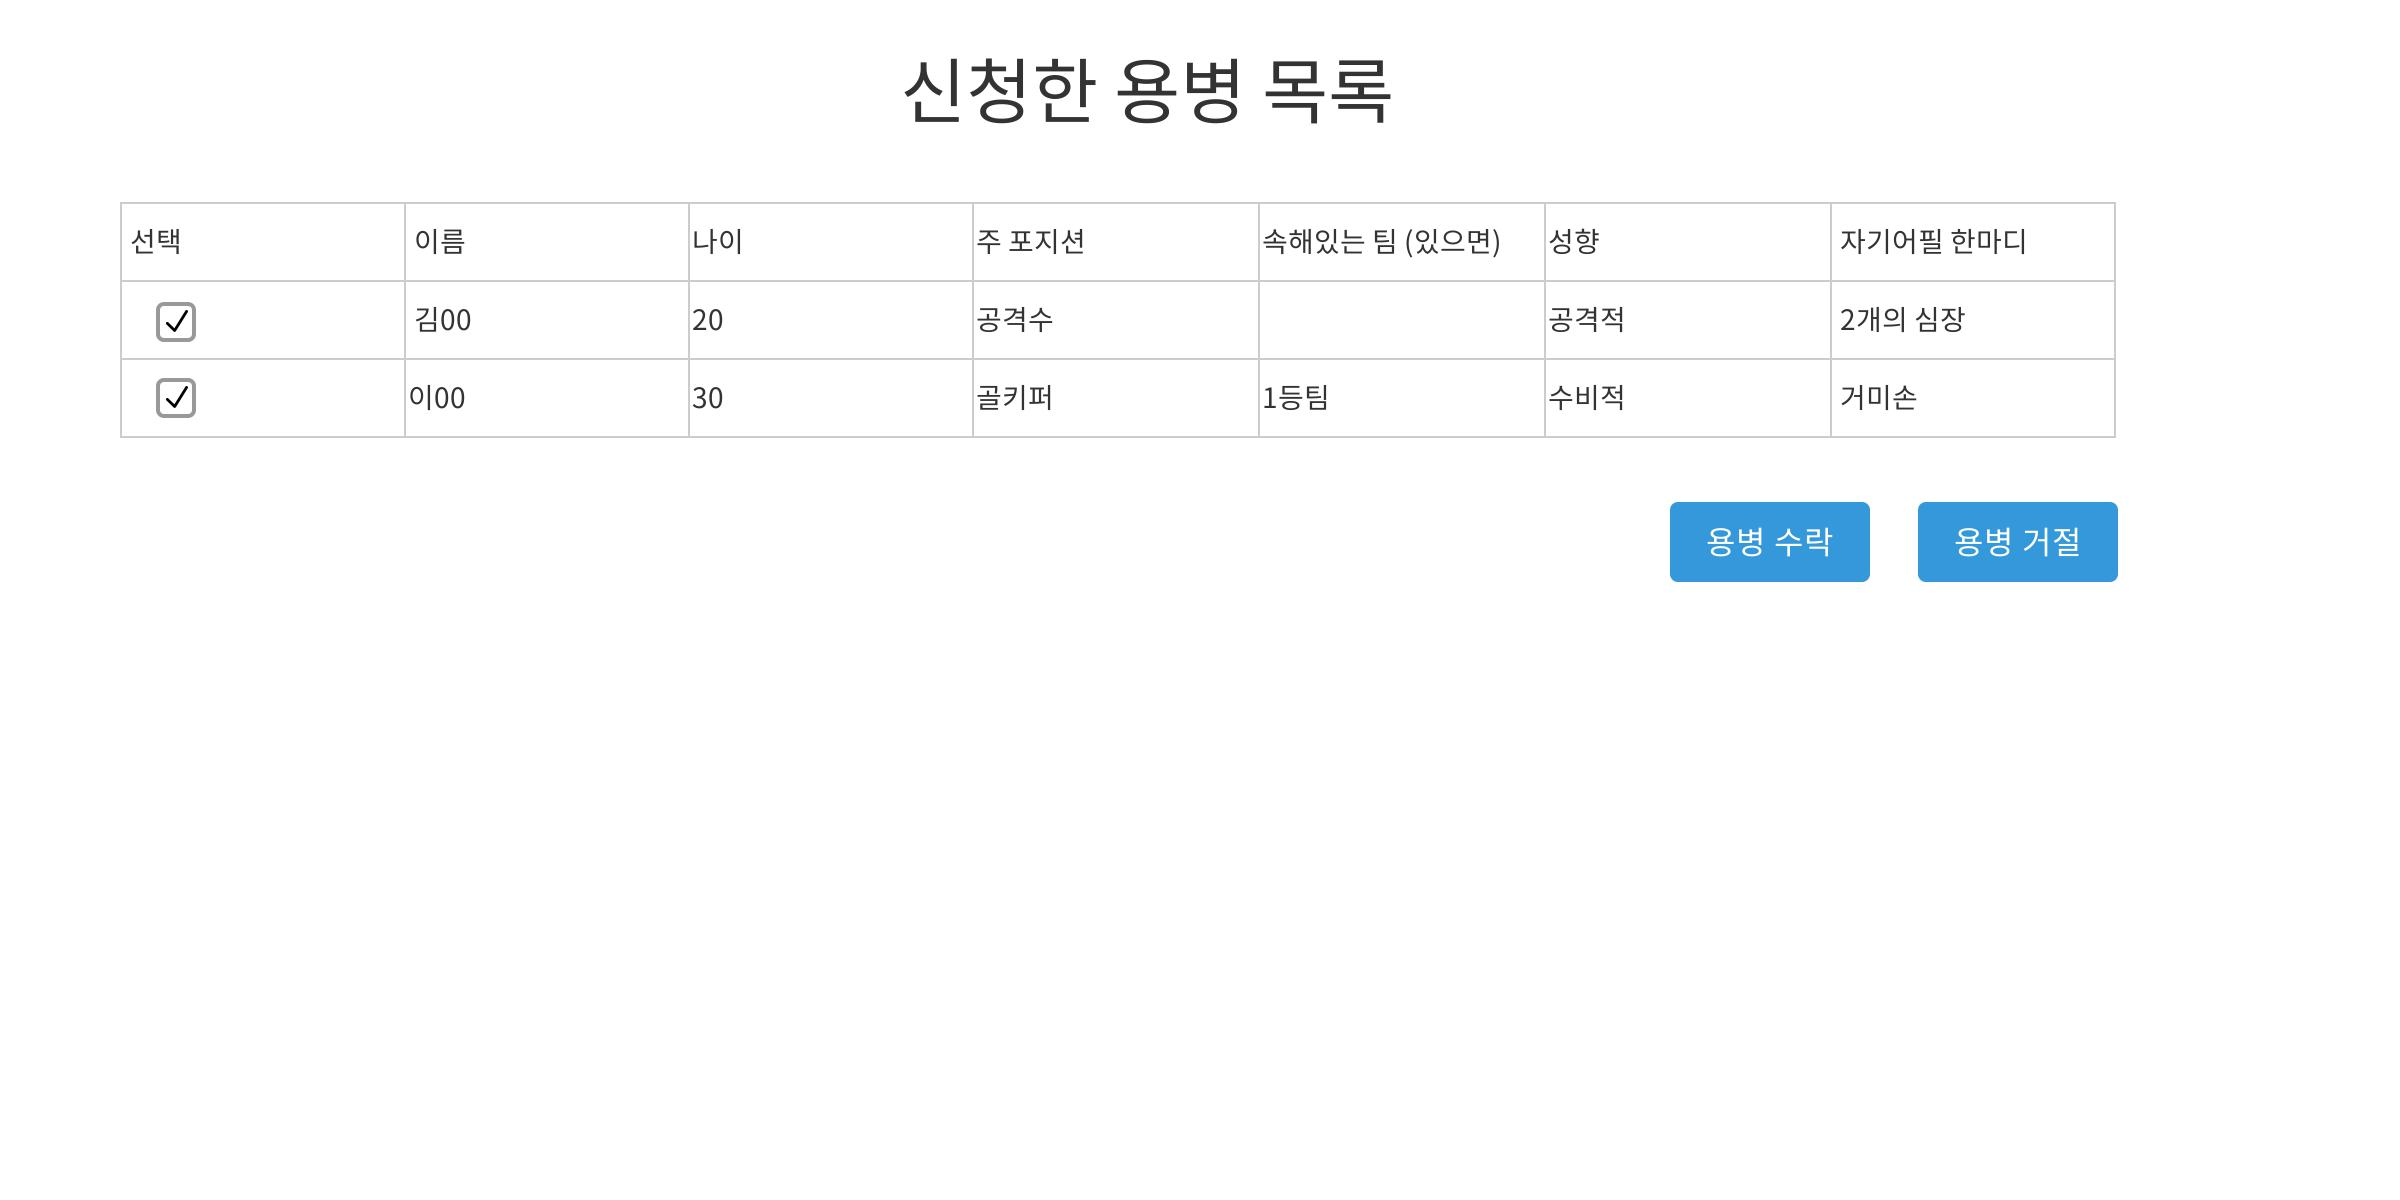 신청한 용병 목록
선택 이름 나이 주 포지션 속해있는 팀 (있으면) 성향 자기어필 한마디
김00 20 공격수 공격적 2개의 심장
이00 30 골키퍼 1등팀 수비적 거미손
용병 수락 용병 거절